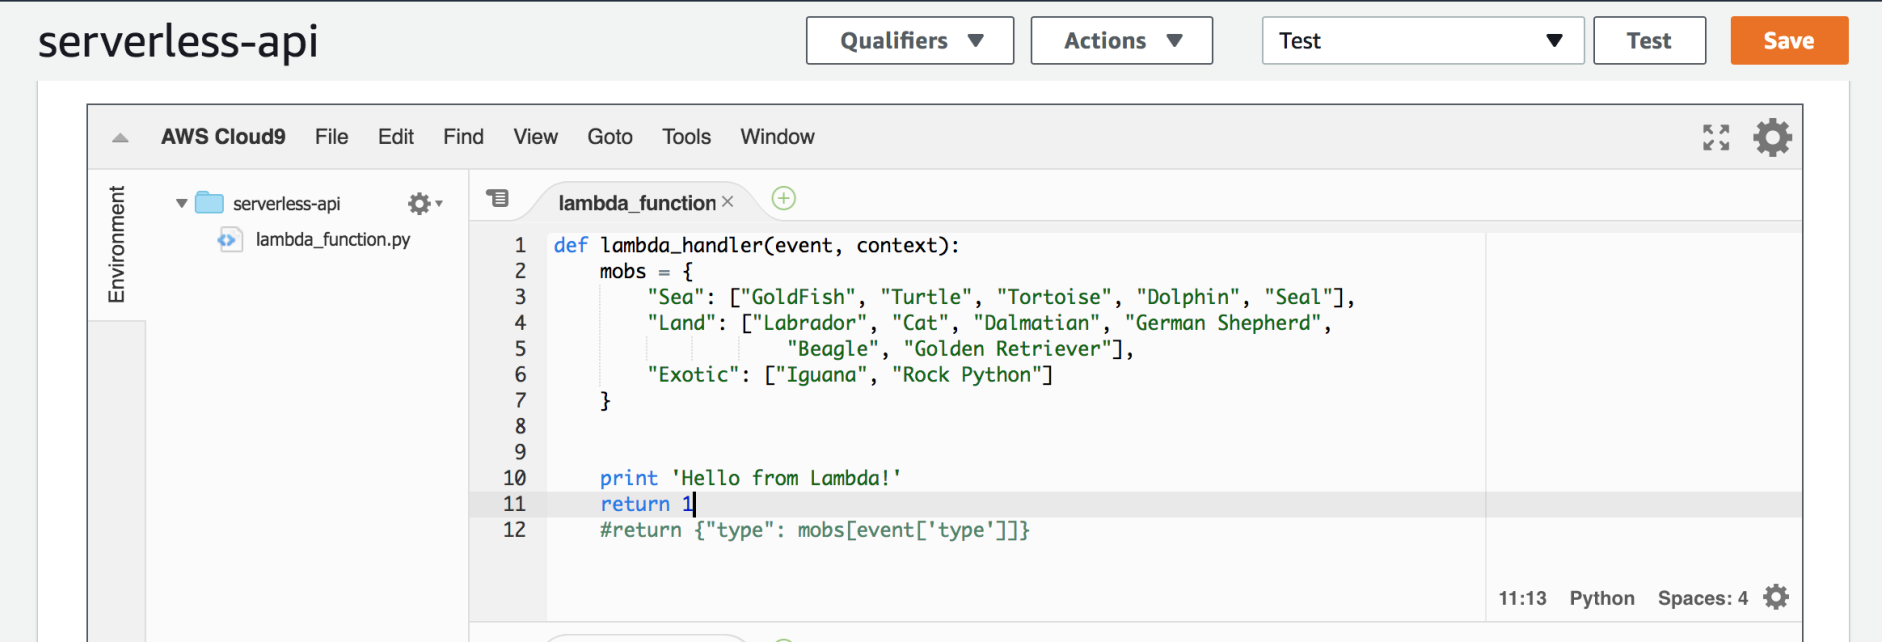 serverless-api
Qualifiers
Actions
Test
Test
Save
AWS Cloud9 File Edit Find View Goto Tools Window
Environment
serverless-api
lambda_function.py
lambda_function
1 def lambda_handler(event, context):
2     mobs = {
3         "Sea": ["GoldFish", "Turtle", "Tortoise", "Dolphin", "Seal"],
4         "Land": ["Labrador", "Cat", "Dalmatian", "German Shepherd",
5                     "Beagle", "Golden Retriever"],
6         "Exotic": ["Iguana", "Rock Python"]
7     }
8
9
10     print 'Hello from Lambda!'
11     return 1
12     #return {"type": mobs[event['type']]}
11:13 Python Spaces: 4